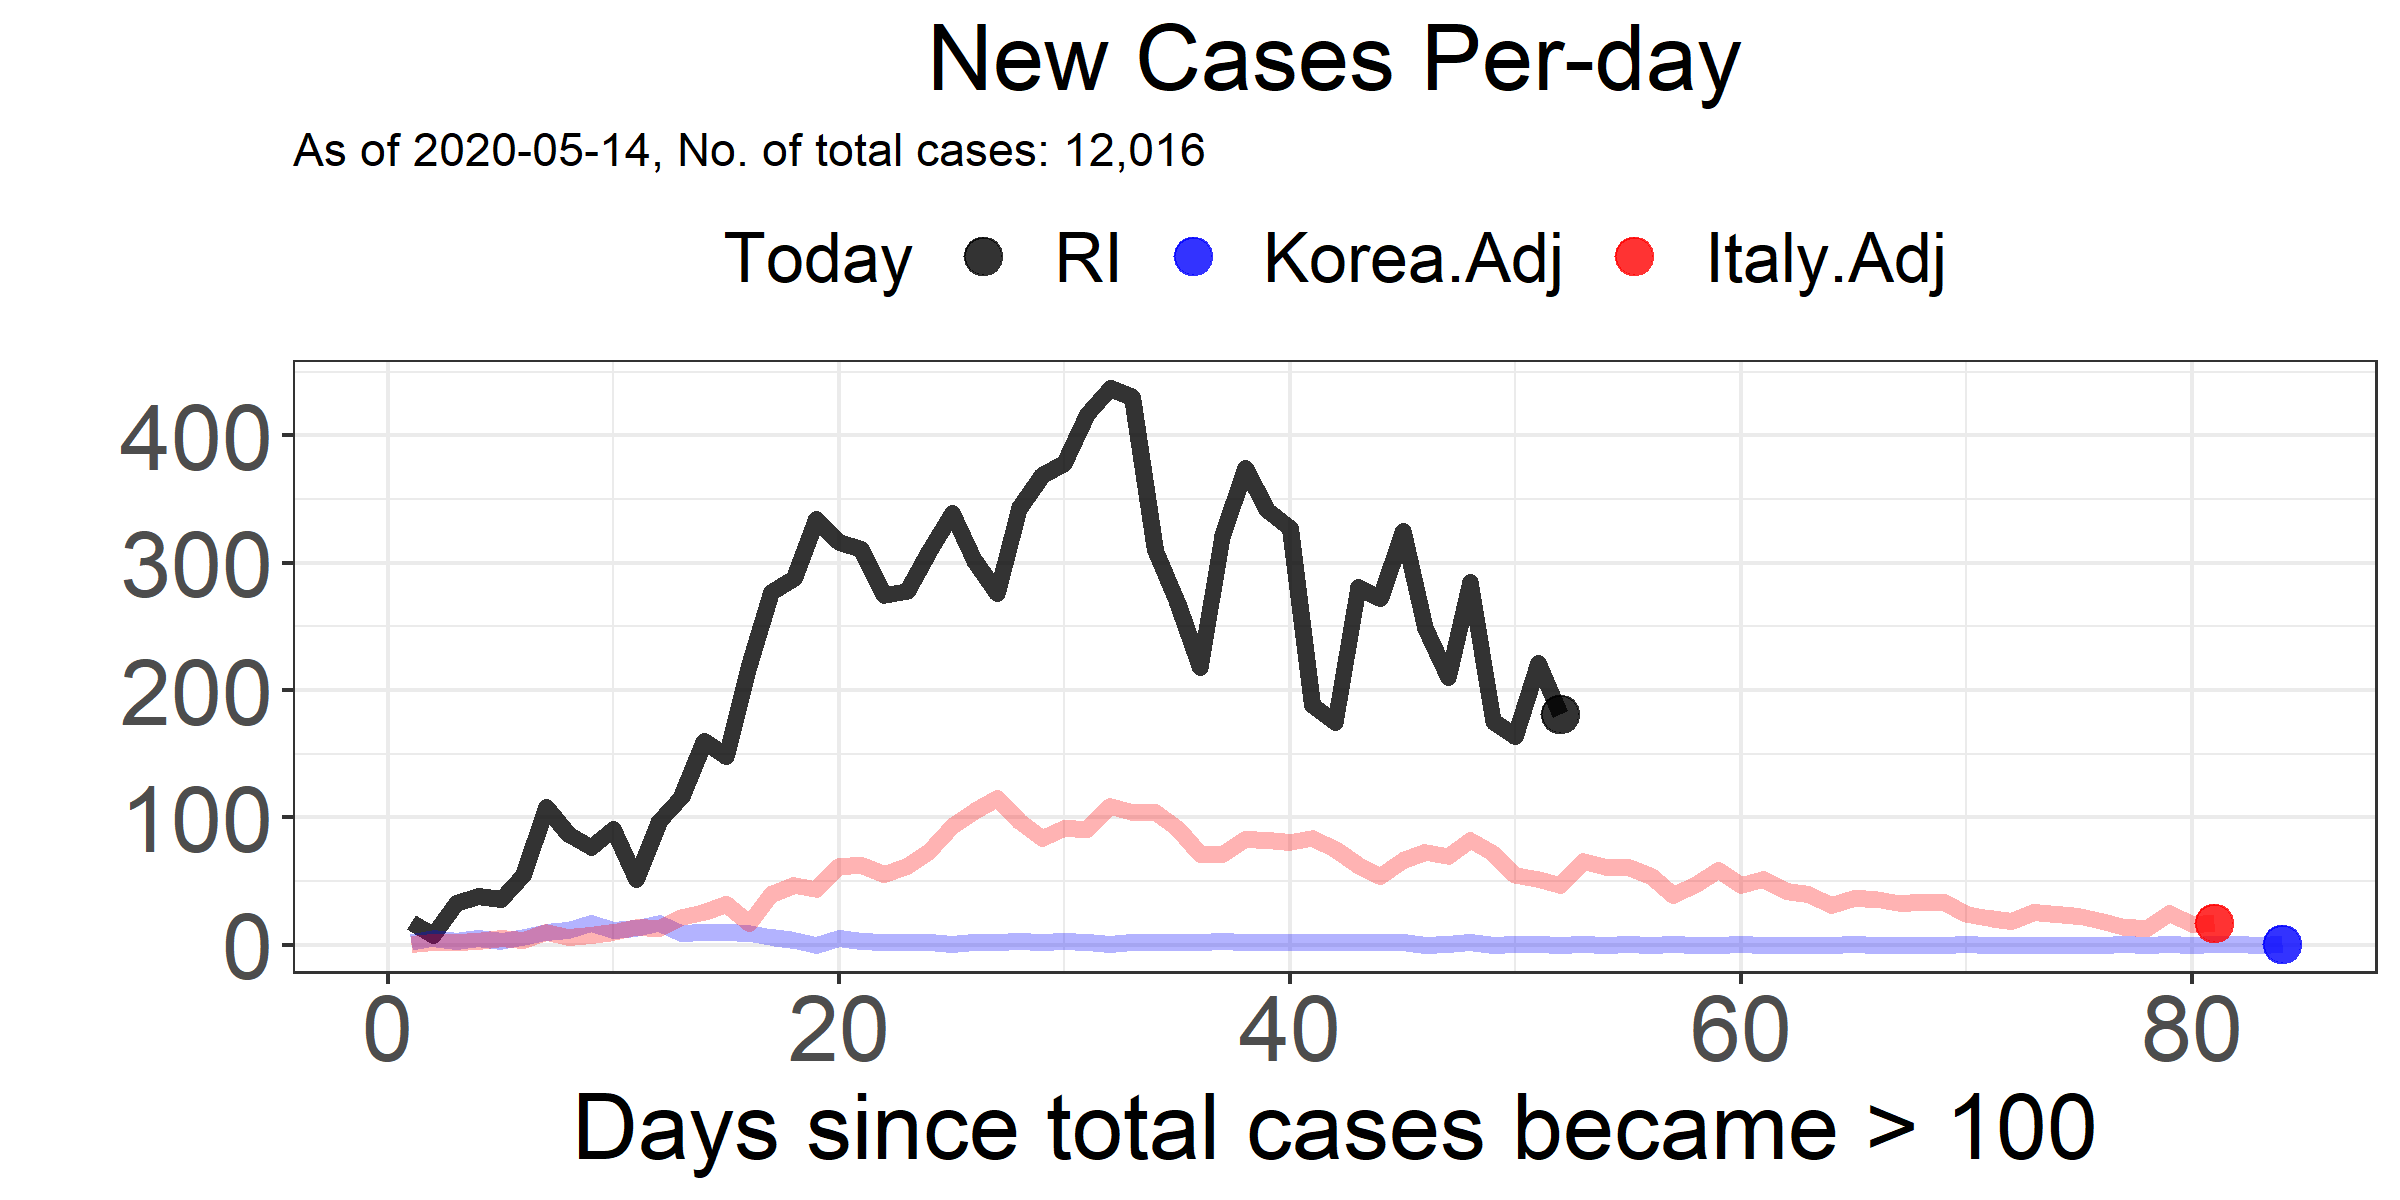 New Cases Per-day
As of 2020-05-14, No. of total cases: 12,016
Today RI Korea.Adj Italy.Adj
400
300
200
100
0
0 20 40 60 80
Days since total cases became > 100